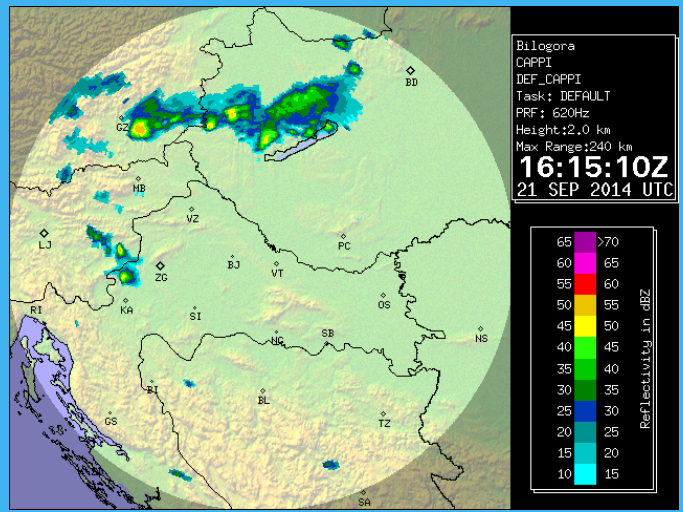 Bilogora
CAPPI
DEF_CAPPI
Task: DEFAULT
PRF: 620Hz
Height:2.0 km
Max Range:240 km
16:15:10Z
21 SEP 2014 UTC
BD
GZ
MB
VZ
LJ
PC
ZG
BJ
VT
KA
OS
RI
SI
NG
SB
NS
BI
BL
GS
TZ
SA
65 >70
60 65
55 60
50 55
45 50
40 45
35 40
30 35
25 30
20 25
15 20
10 15
Reflectivity in dBZ